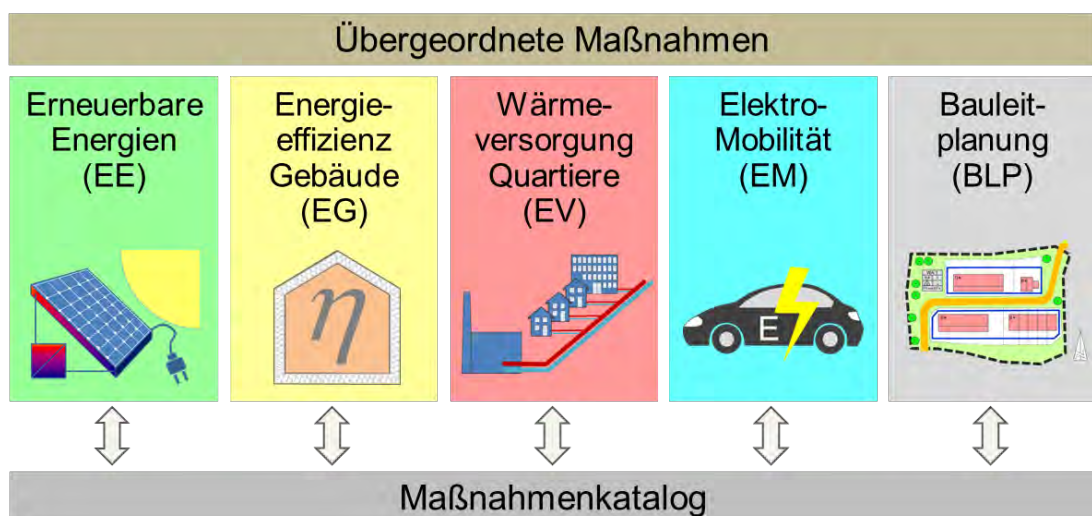 Übergeordnete Maßnahmen
Erneuerbare
Energien
(EE)
Energie-
effizienz
Gebäude
(EG)
Wärme-
versorgung
Quartiere
(EV)
Elektro-
Mobilität
(EM)
Bauleit-
planung
(BLP)
η
E
Maßnahmenkatalog